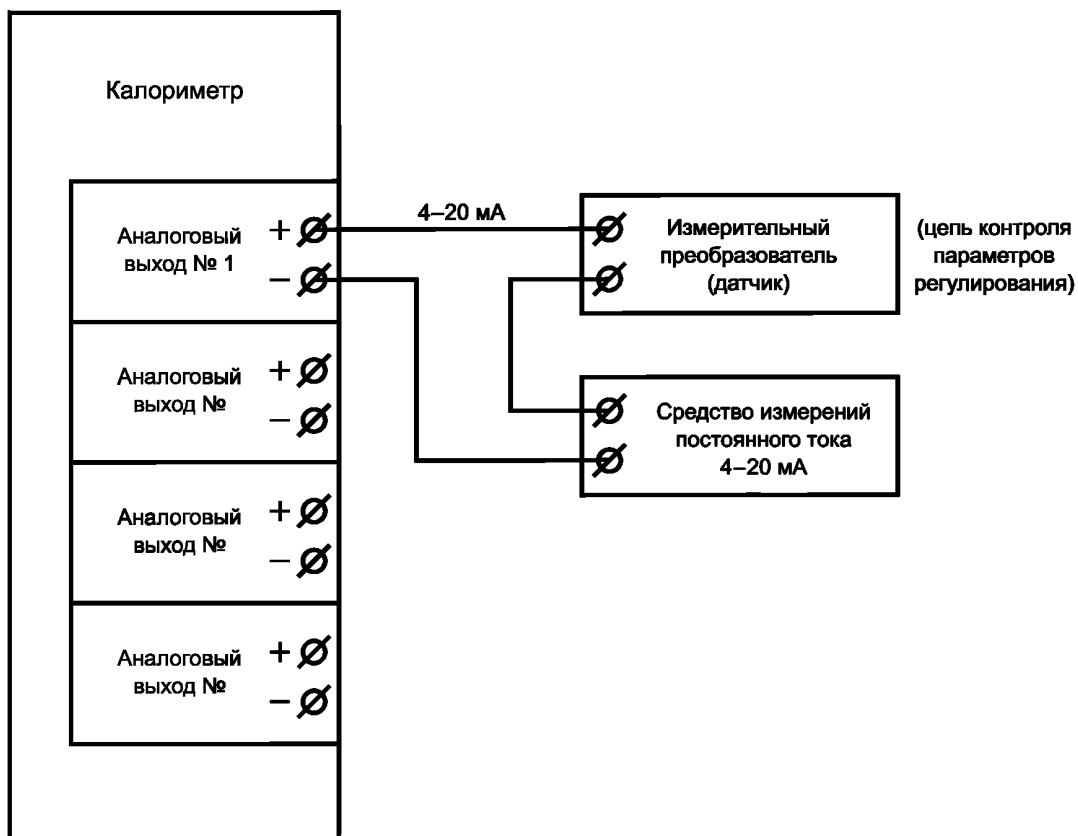 Калориметр
Аналоговый
выход № 1
+
−
4–20 мА
Измерительный
преобразователь
(датчик)
(цепь контроля
параметров
регулирования)
Аналоговый
выход №
+
−
Средство измерений
постоянного тока
4–20 мА
Аналоговый
выход №
+
−
Аналоговый
выход №
+
−